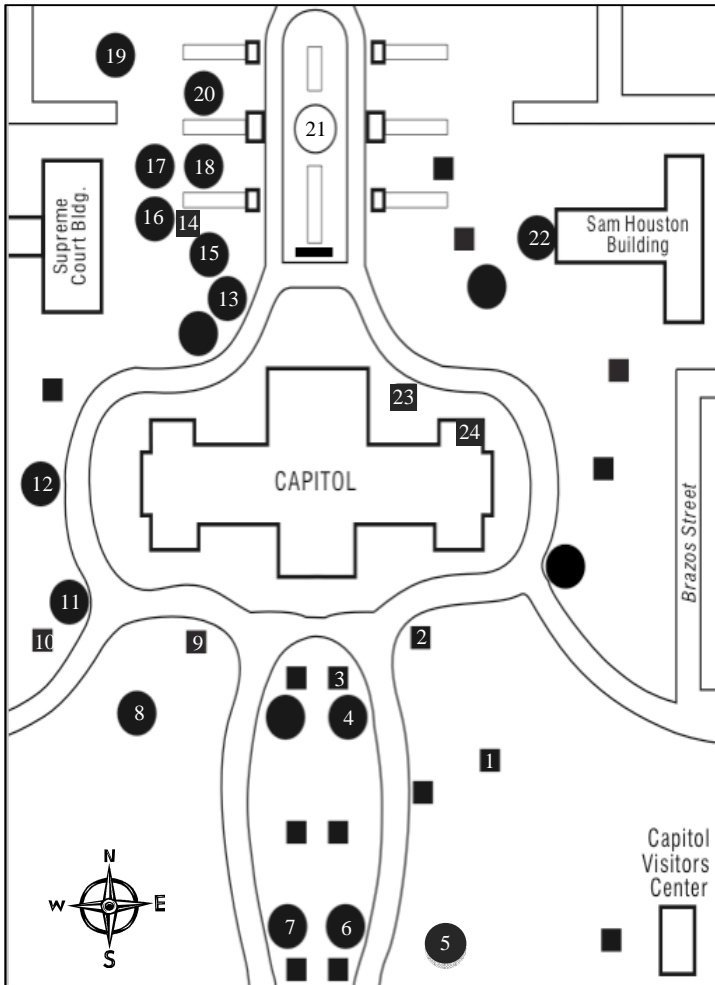 19
20
21
17
18
16
14
Supreme
Court Bldg.
15
22
Sam Houston
Building
13
23
24
12
CAPITOL
Brazos Street
11
10
9
2
3
8
4
1
Capitol
Visitors
Center
N
W
E
S
7
6
5